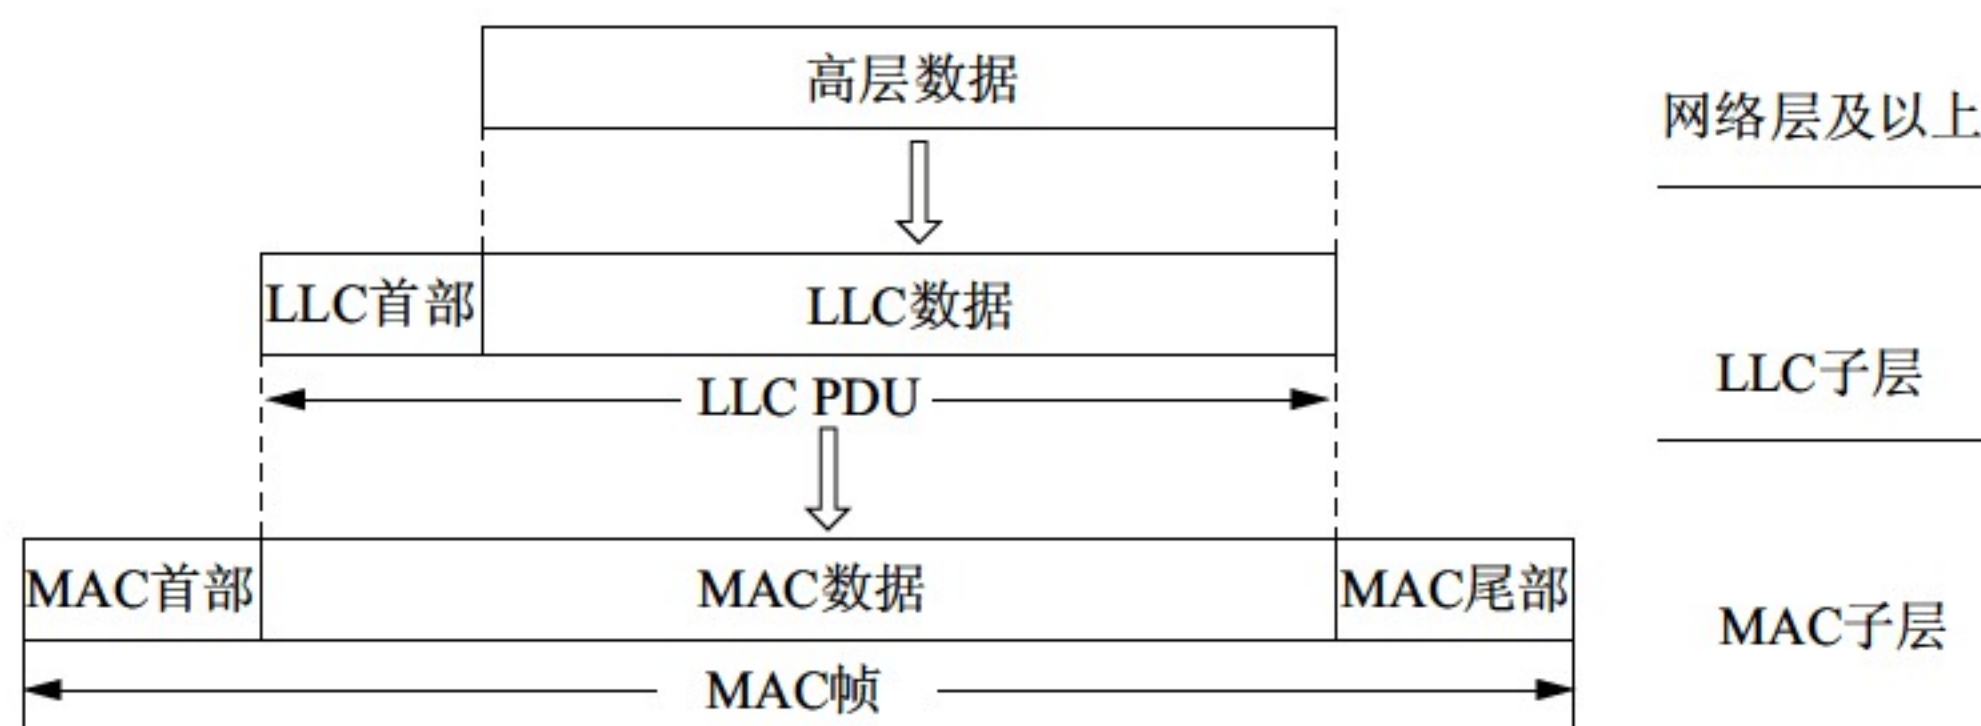 高层数据
网络层及以上
LLC首部
LLC数据
LLC子层
LLC PDU
MAC首部
MAC数据
MAC尾部
MAC子层
MAC帧